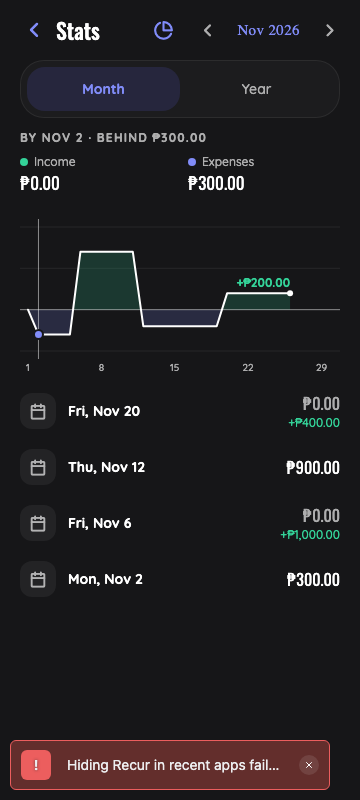 Stats
Nov 2026
Month
Year
BY NOV 2 · BEHIND ₱300.00
Income
Expenses
₱0.00
₱300.00
+₱200.00
1
8
15
22
29
Fri, Nov 20
₱0.00
+₱400.00
Thu, Nov 12
₱900.00
Fri, Nov 6
₱0.00
+₱1,000.00
Mon, Nov 2
₱300.00
!
Hiding Recur in recent apps fail...